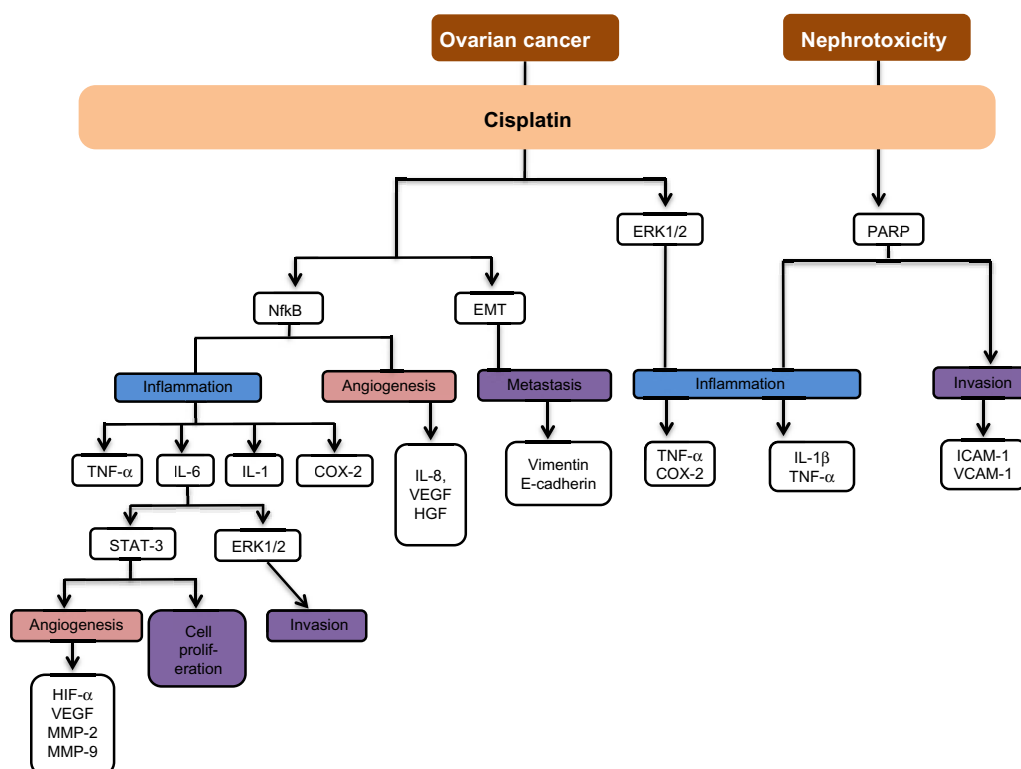 Ovarian cancer
Nephrotoxicity
Cisplatin
ERK1/2
PARP
NfkB
EMT
Inflammation
Angiogenesis
Metastasis
Inflammation
Invasion
TNF-α
IL-6
IL-1
COX-2
IL-8,
VEGF
HGF
Vimentin
E-cadherin
TNF-α
COX-2
IL-1β
TNF-α
ICAM-1
VCAM-1
STAT-3
ERK1/2
Angiogenesis
Cell
prolif-
eration
Invasion
HIF-α
VEGF
MMP-2
MMP-9